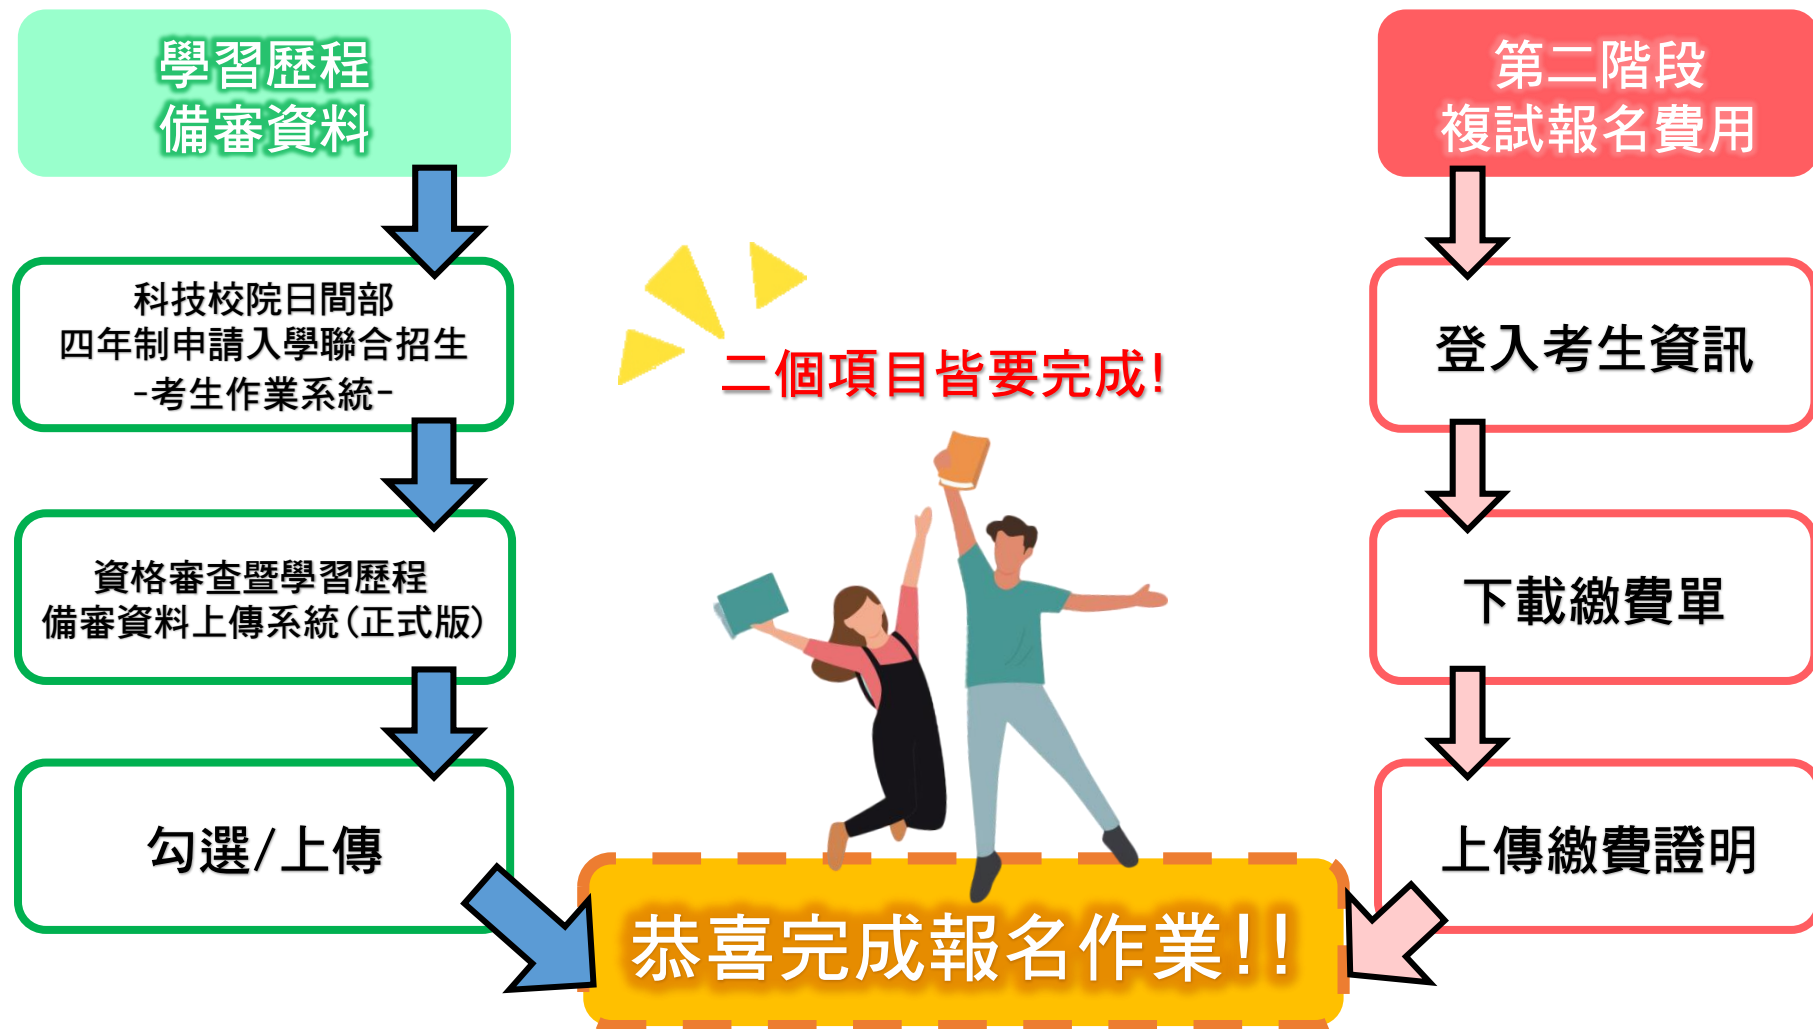 學習歷程
備審資料
科技校院日間部
四年制申請入學聯合招生
-考生作業系統-
資格審查暨學習歷程
備審資料上傳系統(正式版)
勾選/上傳
二個項目皆要完成!
第二階段
複試報名費用
登入考生資訊
下載繳費單
上傳繳費證明
恭喜完成報名作業!!